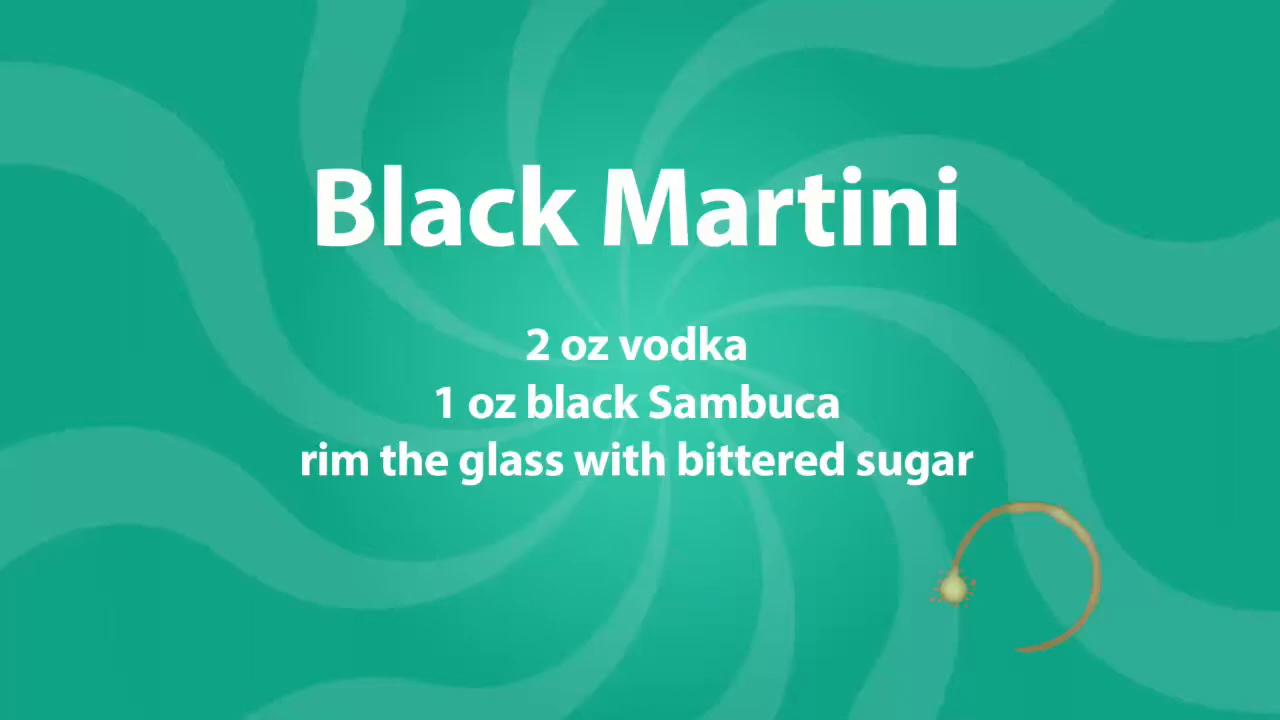 Black Martini
2 oz vodka
1 oz black Sambuca
rim the glass with bittered sugar